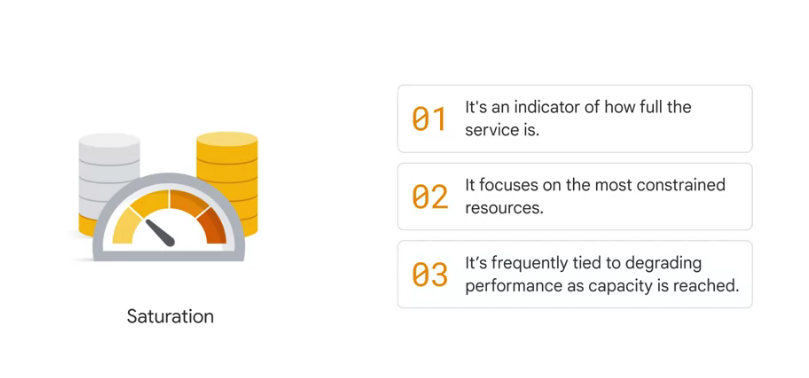 Saturation
01
It's an indicator of how full the
service is.
02
It focuses on the most constrained
resources.
03
It’s frequently tied to degrading
performance as capacity is reached.